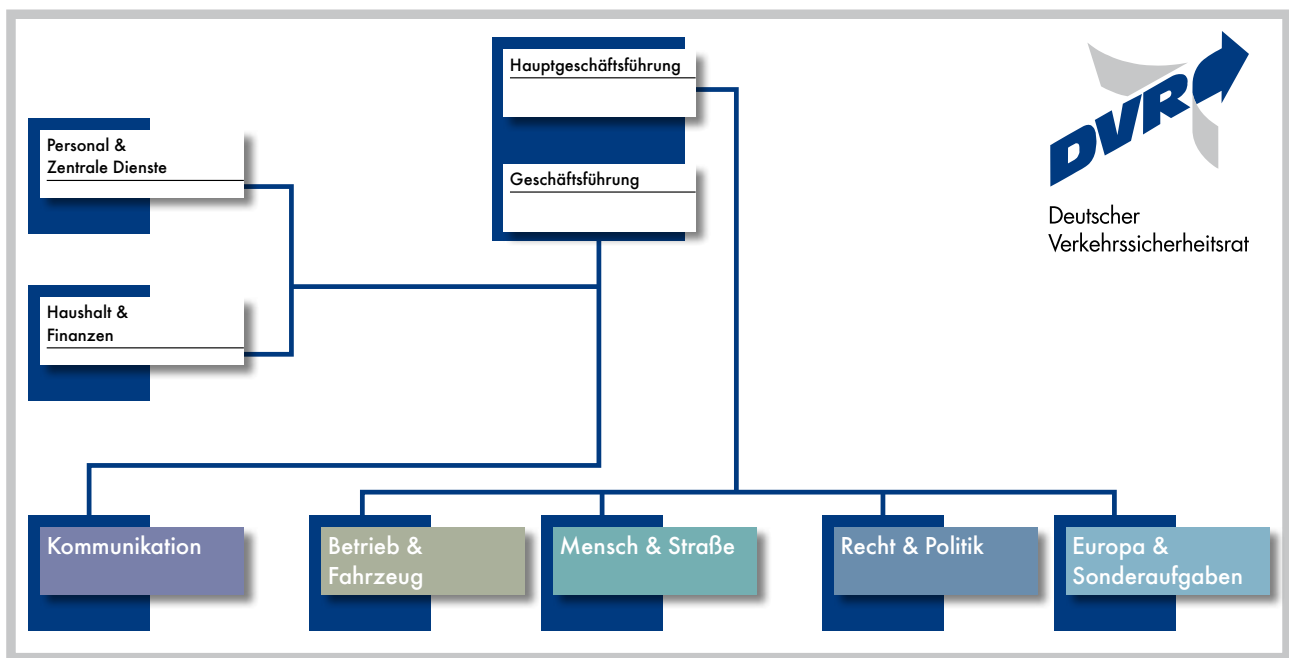 Hauptgeschäftsführung
DVR
Personal &
Zentrale Dienste
Geschäftsführung
Deutscher
Verkehrssicherheitsrat
Haushalt &
Finanzen
Kommunikation
Betrieb &
Fahrzeug
Mensch & Straße
Recht & Politik
Europa &
Sonderaufgaben